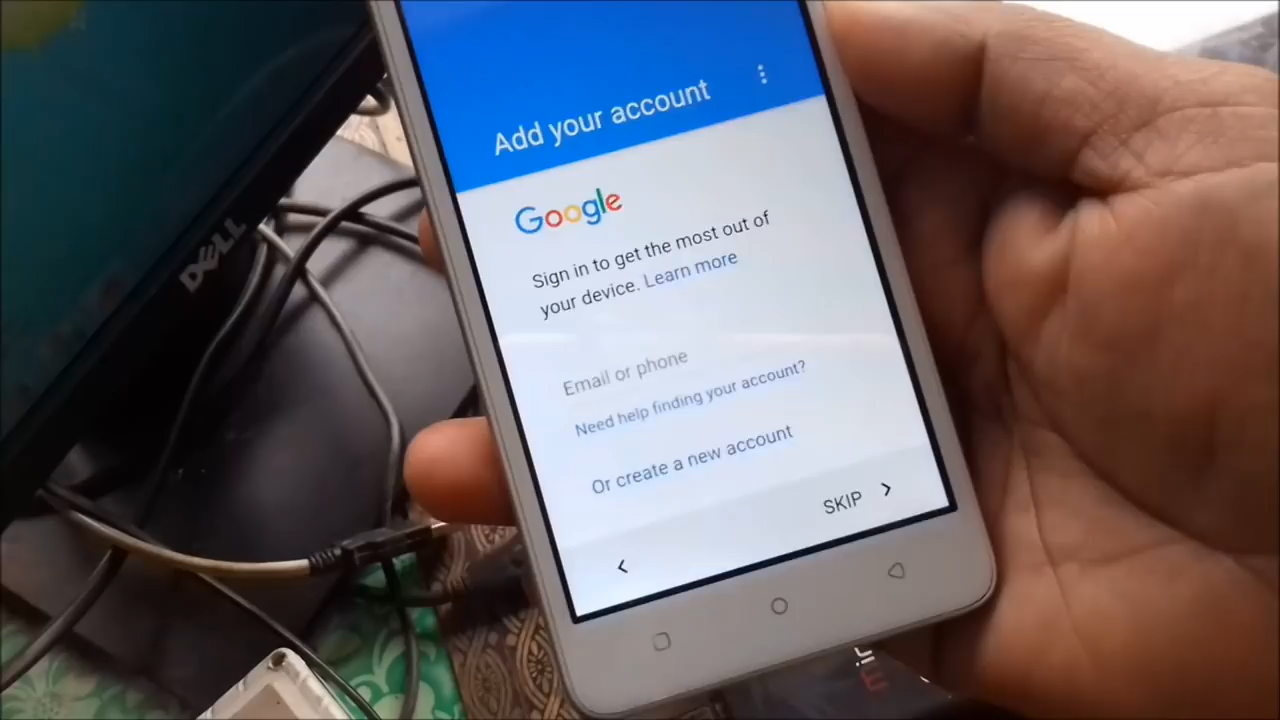 Add your account
Google
Sign in to get the most out of
your device. Learn more
Email or phone
Need help finding your account?
Or create a new account
SKIP
DELL